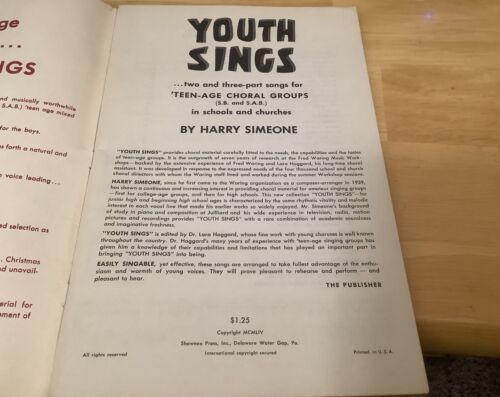 ge
...
NGS
nd musically worthwhile
S.A.B.) 'teen age mixed
for the boys.
s forth a natural and
voice leading...
d selection as
. Christmas
nd unavail-
terial for
nment of
YOUTH
SINGS
...two and three-part songs for
'TEEN-AGE CHORAL GROUPS
(S.B. and S.A.B.)
in schools and churches
BY HARRY SIMEONE
"YOUTH SINGS" provides choral material carefully fitted to the needs, the capabilities and the tastes
of 'teen-age groups. It is the outgrowth of seven years of research at the Fred Waring Music Work-
shops—backed by the extensive experience of Fred Waring and Lara Hoggard, his long-time choral
assistant. It was developed in response to the expressed needs of the four thousand school and church
choral directors with whom the Waring staff lived and worked during the summer Workshop sessions.
HARRY SIMEONE, since he first came to the Waring organization as a composer-arranger in 1939,
has shown a continuous and increasing interest in providing choral material for amateur singing groups
—first for college-age groups, and then for high schools. This new collection "YOUTH SINGS"—for
junior high and beginning high school ages is characterized by the same rhythmic vitality and melodic
interest in each vocal line that made his earlier works so widely enjoyed. Mr. Simeone's background
of study in piano and composition at Juilliard and his wide experience in television, radio, motion
pictures and recordings provides "YOUTH SINGS" with a rare combination of academic soundness
and imaginative freshness.
"YOUTH SINGS" is edited by Dr. Lara Hoggard, whose fine work with young choruses is well known
throughout the country. Dr. Hoggard's many years of experience with 'teen-age singing groups has
given him a knowledge of their capabilities and limitations that has played an important part in
bringing "YOUTH SINGS" into being.
EASILY SINGABLE, yet effective, these songs are arranged to take fullest advantage of the enthu-
siasm and warmth of young voices. They will prove pleasant to rehearse and perform — and
pleasant to hear.
THE PUBLISHER
$1.25
Copyright MCMLIV
Shawnee Press, Inc., Delaware Water Gap, Pa.
All rights reserved
International copyright secured
Printed in U.S.A.